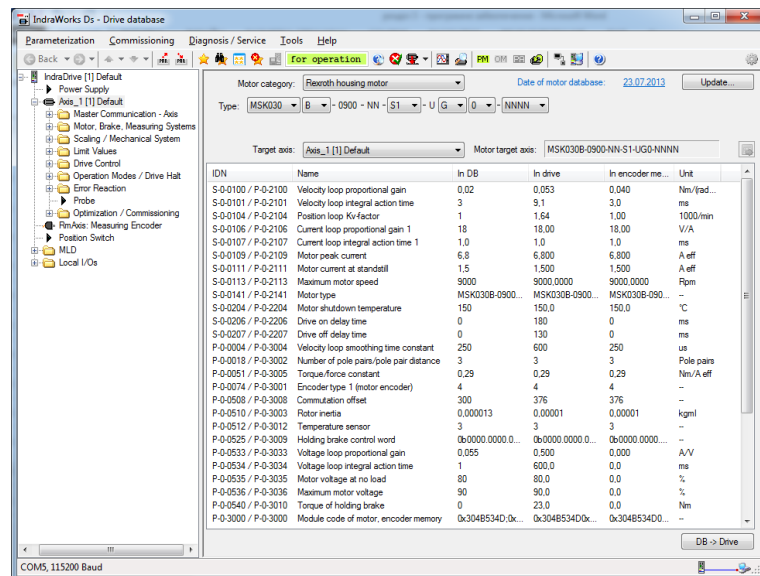 IndraWorks Ds - Drive database
Parameterization Commissioning Diagnosis / Service Tools Help
Back for operation PM OM
IndraDrive [1] Default
Power Supply
Axis_1 [1] Default
Master Communication - Axis
Motor, Brake, Measuring Systems
Scaling / Mechanical System
Limit Values
Drive Control
Operation Modes / Drive Halt
Error Reaction
Probe
Optimization / Commissioning
RmAxis: Measuring Encoder
Position Switch
MLD
Local I/Os
Motor category: Rexroth housing motor Date of motor database: 23.07.2013 Update...
Type: MSK030 B - 0900 - NN - S1 - U G 0 - NNNN
Target axis: Axis_1 [1] Default Motor target axis: MSK030B-0900-NN-S1-UG0-NNNN
IDN Name In DB In drive In encoder me... Unit
S-0-0100 / P-0-2100 Velocity loop proportional gain 0,02 0,053 0,040 Nm/(rad...
S-0-0101 / P-0-2101 Velocity loop integral action time 3 9,1 3,0 ms
S-0-0104 / P-0-2104 Position loop Kv-factor 1 1,64 1,00 1000/min
S-0-0106 / P-0-2106 Current loop proportional gain 1 18 18,00 18,00 V/A
S-0-0107 / P-0-2107 Current loop integral action time 1 1,0 1,0 1,0 ms
S-0-0109 / P-0-2109 Motor peak current 6,8 6,800 6,800 A eff
S-0-0111 / P-0-2111 Motor current at standstill 1,5 1,500 1,500 A eff
S-0-0113 / P-0-2113 Maximum motor speed 9000 9000,0000 9000,0000 Rpm
S-0-0141 / P-0-2141 Motor type MSK030B-0900... MSK030B-0900... MSK030B-090... --
S-0-0204 / P-0-2204 Motor shutdown temperature 150 150,0 150,0 °C
S-0-0206 / P-0-2206 Drive on delay time 0 180 0 ms
S-0-0207 / P-0-2207 Drive off delay time 0 130 0 ms
P-0-0004 / P-0-3004 Velocity loop smoothing time constant 250 600 250 us
P-0-0018 / P-0-3002 Number of pole pairs/pole pair distance 3 3 3 Pole pairs
P-0-0051 / P-0-3005 Torque/force constant 0,29 0,29 0,29 Nm/A eff
P-0-0074 / P-0-3001 Encoder type 1 (motor encoder) 4 4 4 --
P-0-0508 / P-0-3008 Commutation offset 300 376 376 --
P-0-0510 / P-0-3003 Rotor inertia 0,000013 0,00001 0,00001 kgmІ
P-0-0512 / P-0-3012 Temperature sensor 3 3 3 --
P-0-0525 / P-0-3009 Holding brake control word 0b0000.0000.0... 0b0000.0000.0... 0b0000.0000.... --
P-0-0533 / P-0-3033 Voltage loop proportional gain 0,055 0,500 0,000 A/V
P-0-0534 / P-0-3034 Voltage loop integral action time 1 600,0 0,0 ms
P-0-0535 / P-0-3035 Motor voltage at no load 80 80,0 0,0 %
P-0-0536 / P-0-3036 Maximum motor voltage 90 90,0 0,0 %
P-0-0540 / P-0-3010 Torque of holding brake 0 23,0 0,0 Nm
P-0-3000 / P-0-3000 Module code of motor, encoder memory 0x304B534D;0x... 0x304B534D0x... 0x304B534D0... --
DB -> Drive
COM5, 115200 Baud